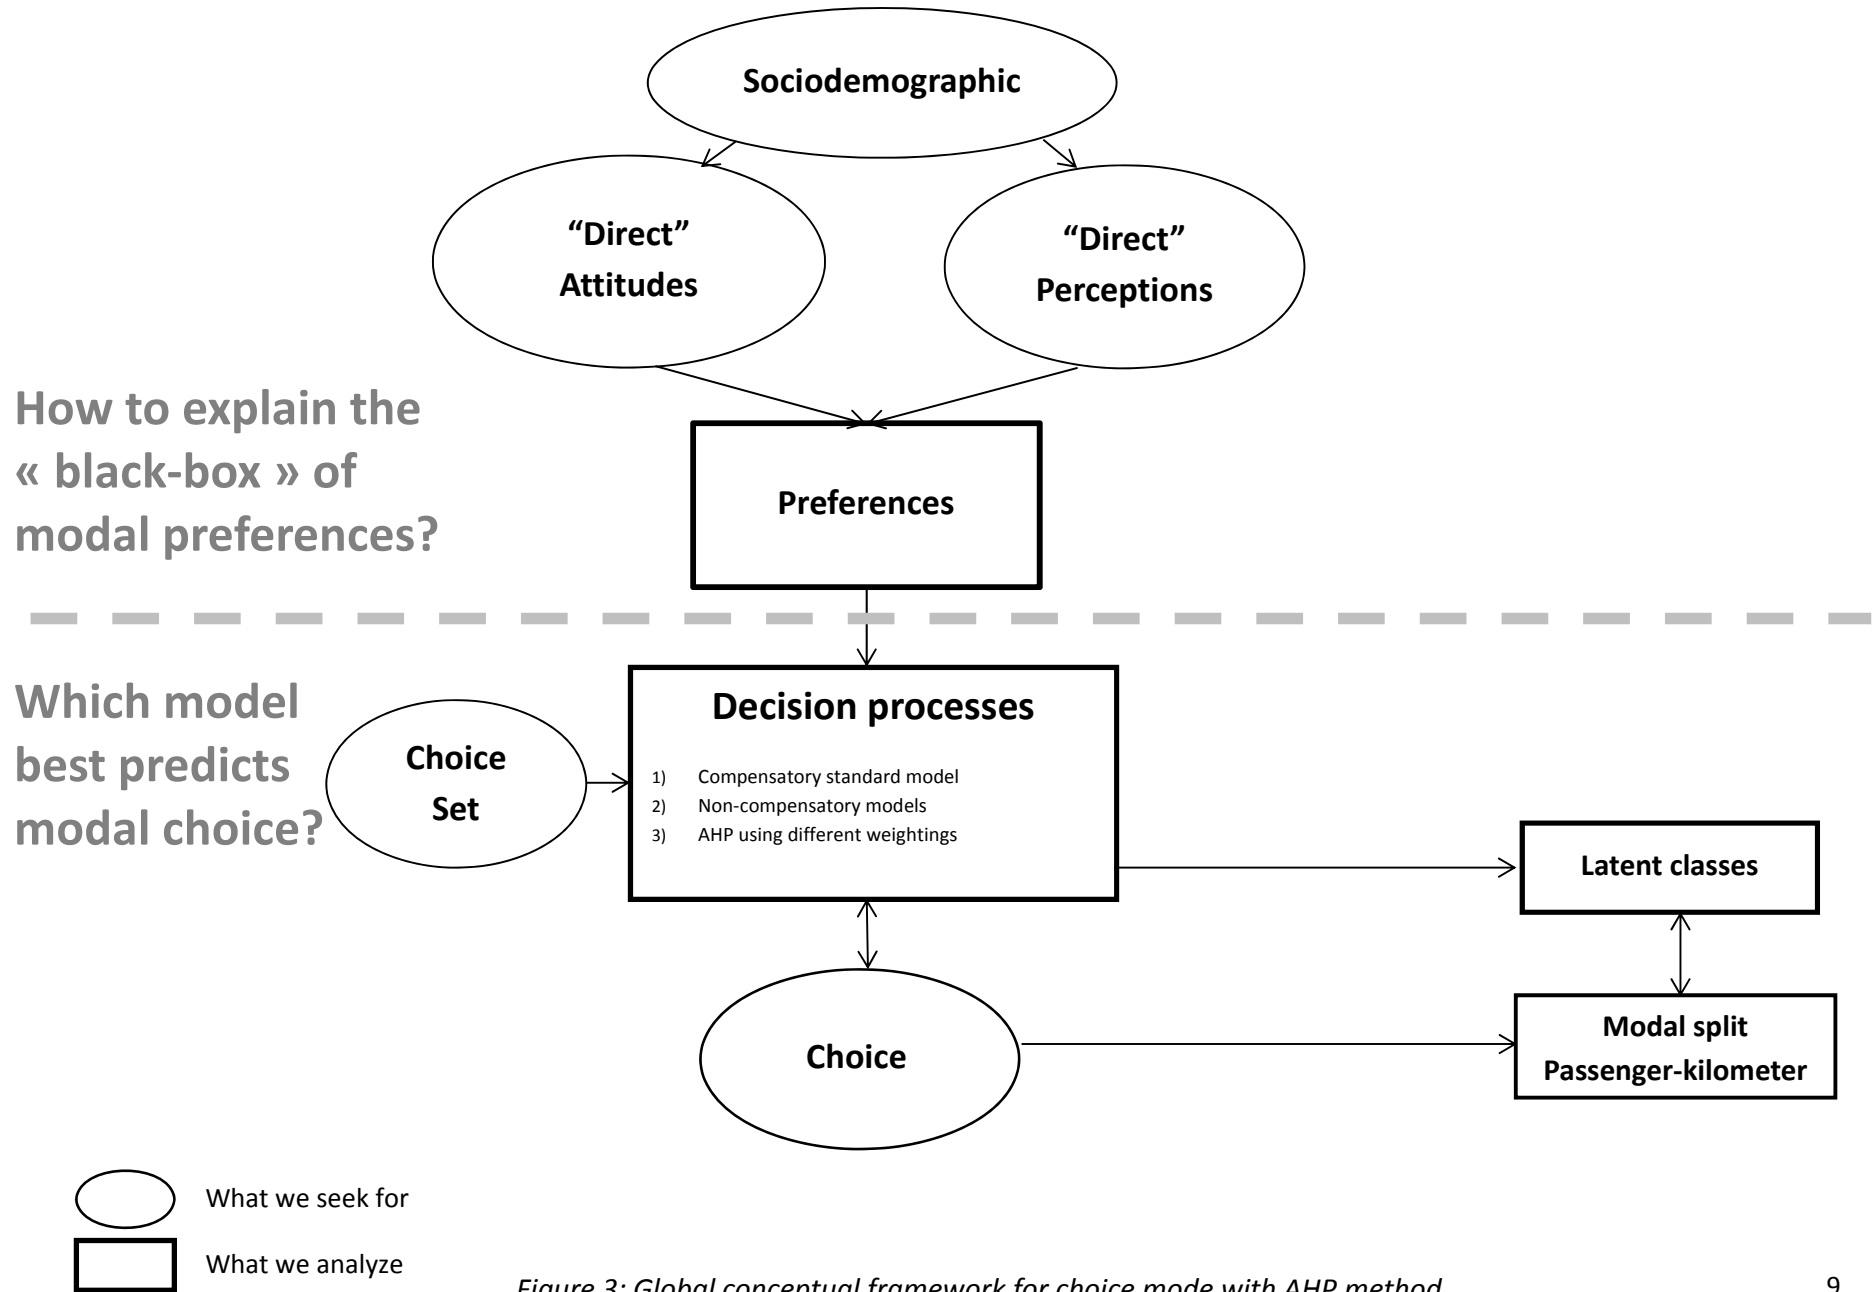 Sociodemographic
“Direct”
Attitudes
“Direct”
Perceptions
How to explain the
« black-box » of
modal preferences?
Preferences
Which model
best predicts
modal choice?
Choice
Set
Decision processes
1) Compensatory standard model
2) Non-compensatory models
3) AHP using different weightings
Latent classes
Choice
Modal split
Passenger-kilometer
What we seek for
What we analyze
Figure 3: Global conceptual framework for choice mode with AHP method
9